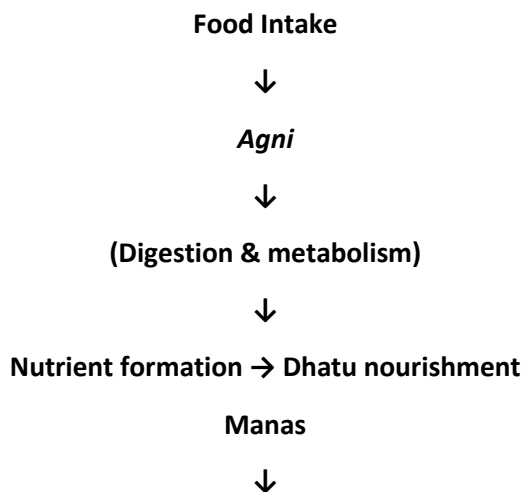 Food Intake
↓
Agni
↓
(Digestion & metabolism)
↓
Nutrient formation → Dhatu nourishment
Manas
↓